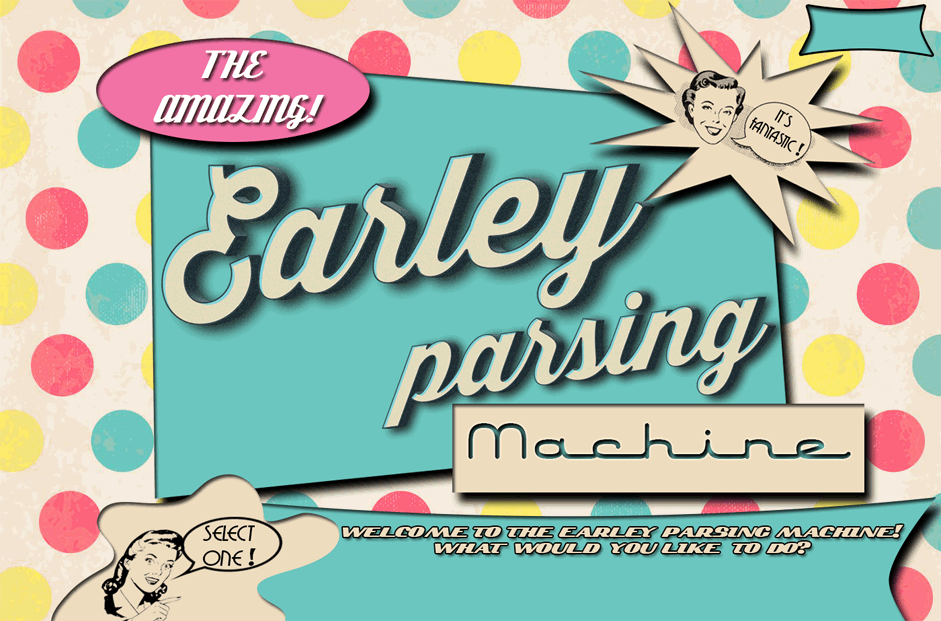 THE
AMAZING!
IT'S
FANTASTIC!
Earley
parsing
Machine
SELECT
ONE!
WELCOME TO THE EARLEY PARSING MACHINE!
WHAT WOULD YOU LIKE TO DO?